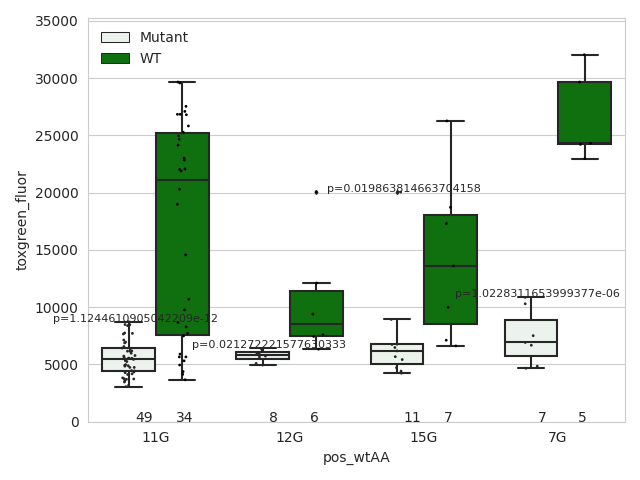 35000
Mutant
WT
30000
25000
20000
15000
10000
5000
0
toxgreen_fluor
p=0.019863814663704158
p=1.0228311653999377e-06
p=1.1244610905042209e-12
p=0.021272221577630333
49 34 8 6 11 7 7 5
11G 12G 15G 7G
pos_wtAA